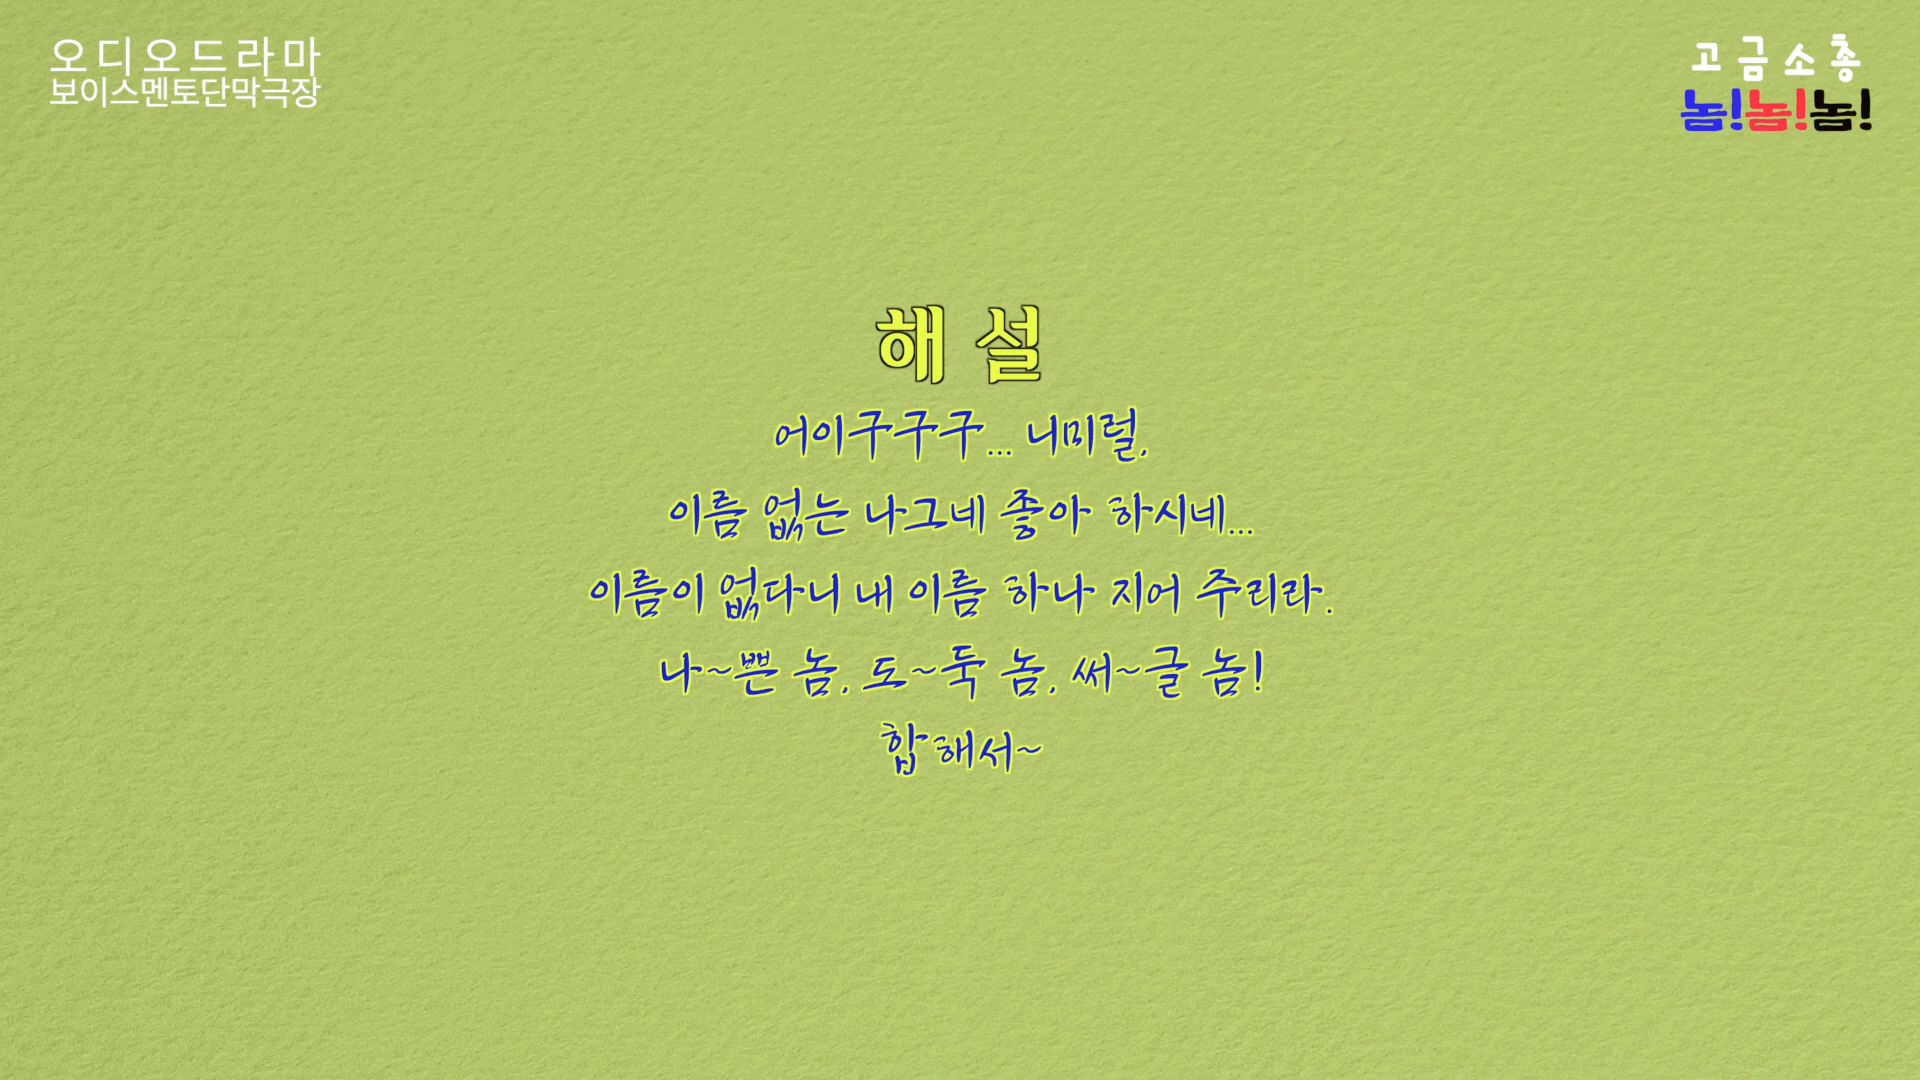 오디오드라마
보이스멘토단막극장
고금소총
놈!놈!놈!
해 설
어이구구구... 니미럴,
이름 없는 나그네 좋아 하시네...
이름이 없다니 내 이름 하나 지어 주리라.
나~쁜 놈, 도~둑 놈, 써~글 놈!
합해서~